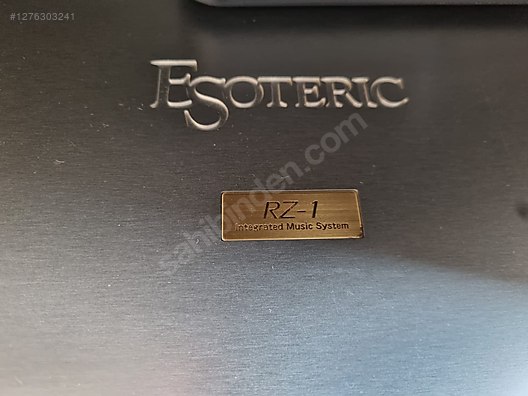 #1276303241
ESOTERIC
sahibinden.com
RZ-1
Integrated Music System